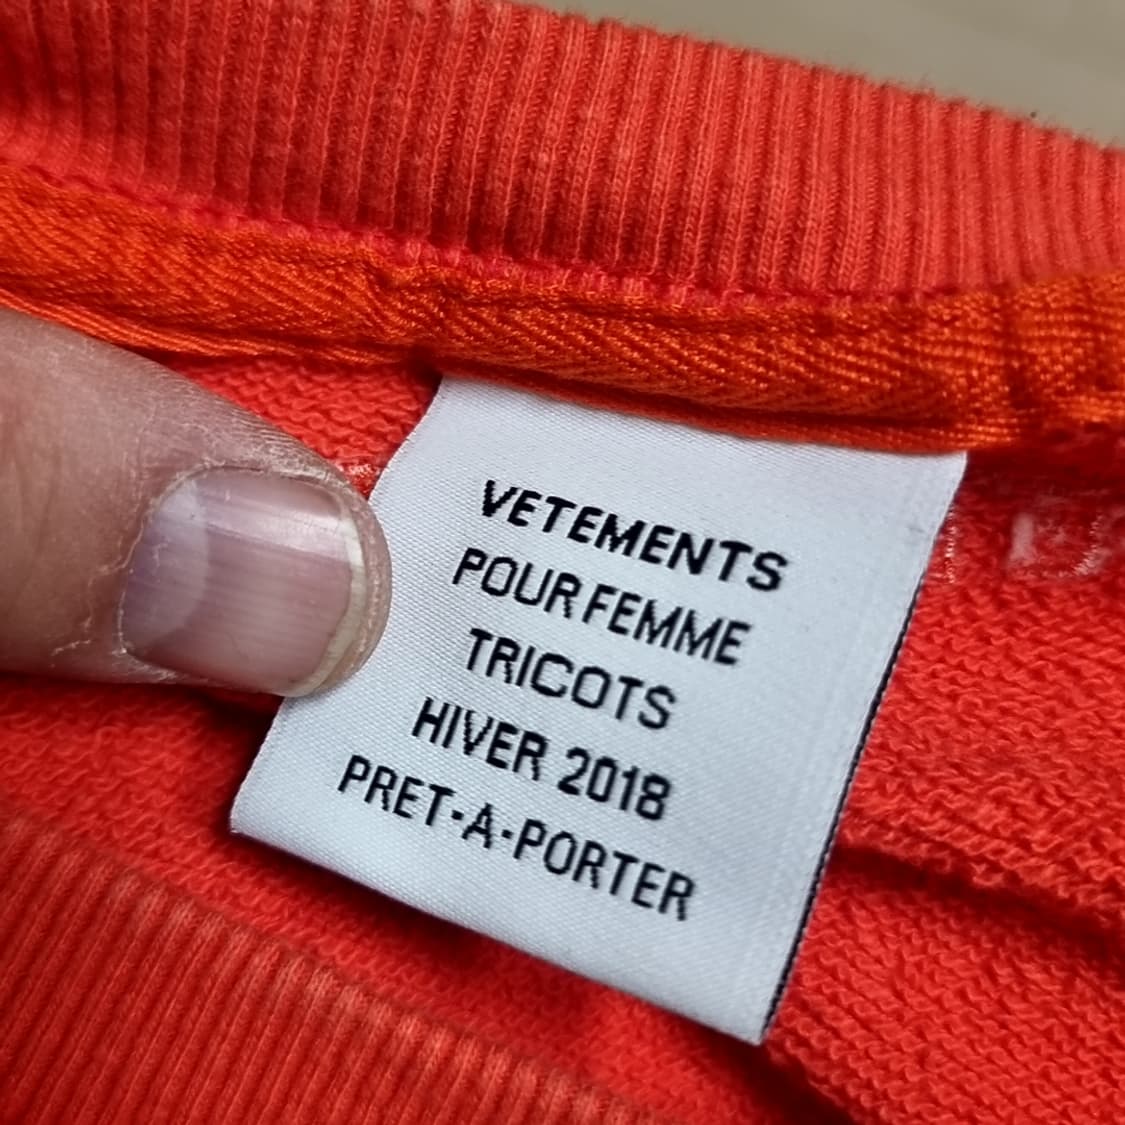 VETEMENTS
POUR FEMME
TRICOTS
HIVER 2018
PRET-A-PORTER